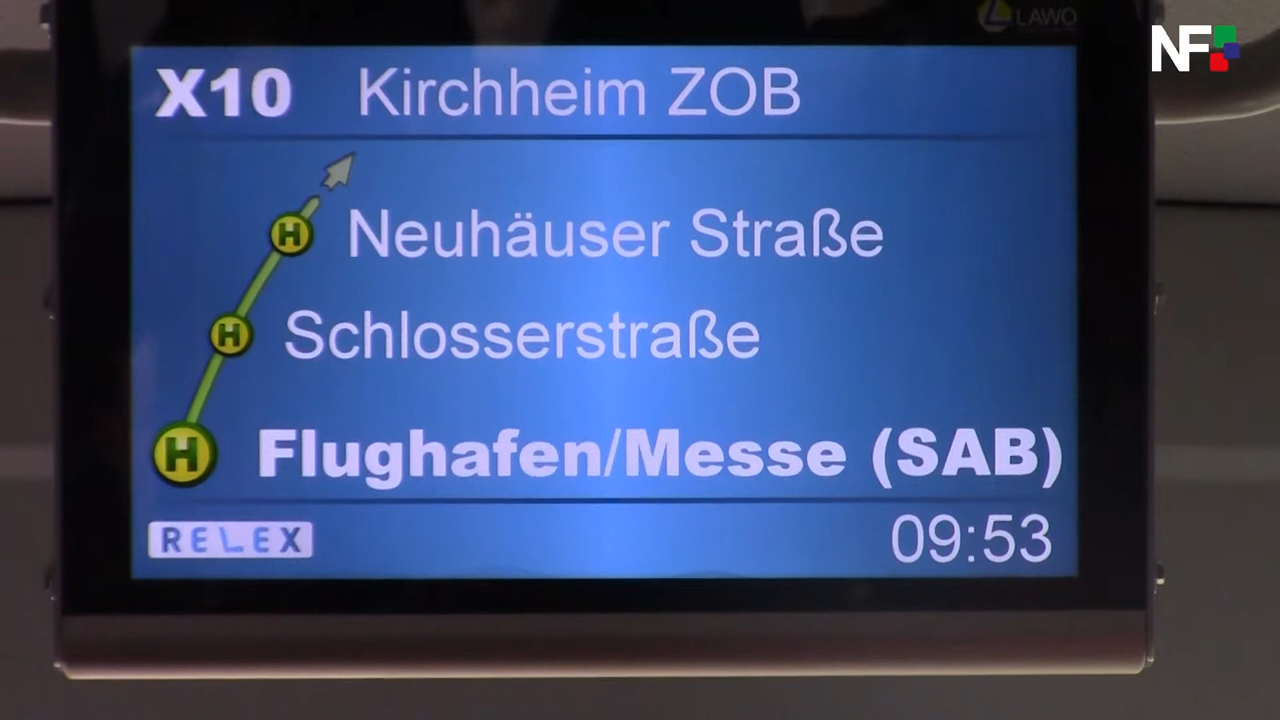 LAWO
NF
X10 Kirchheim ZOB
H Neuhäuser Straße
H Schlosserstraße
H Flughafen/Messe (SAB)
RELEX 09:53